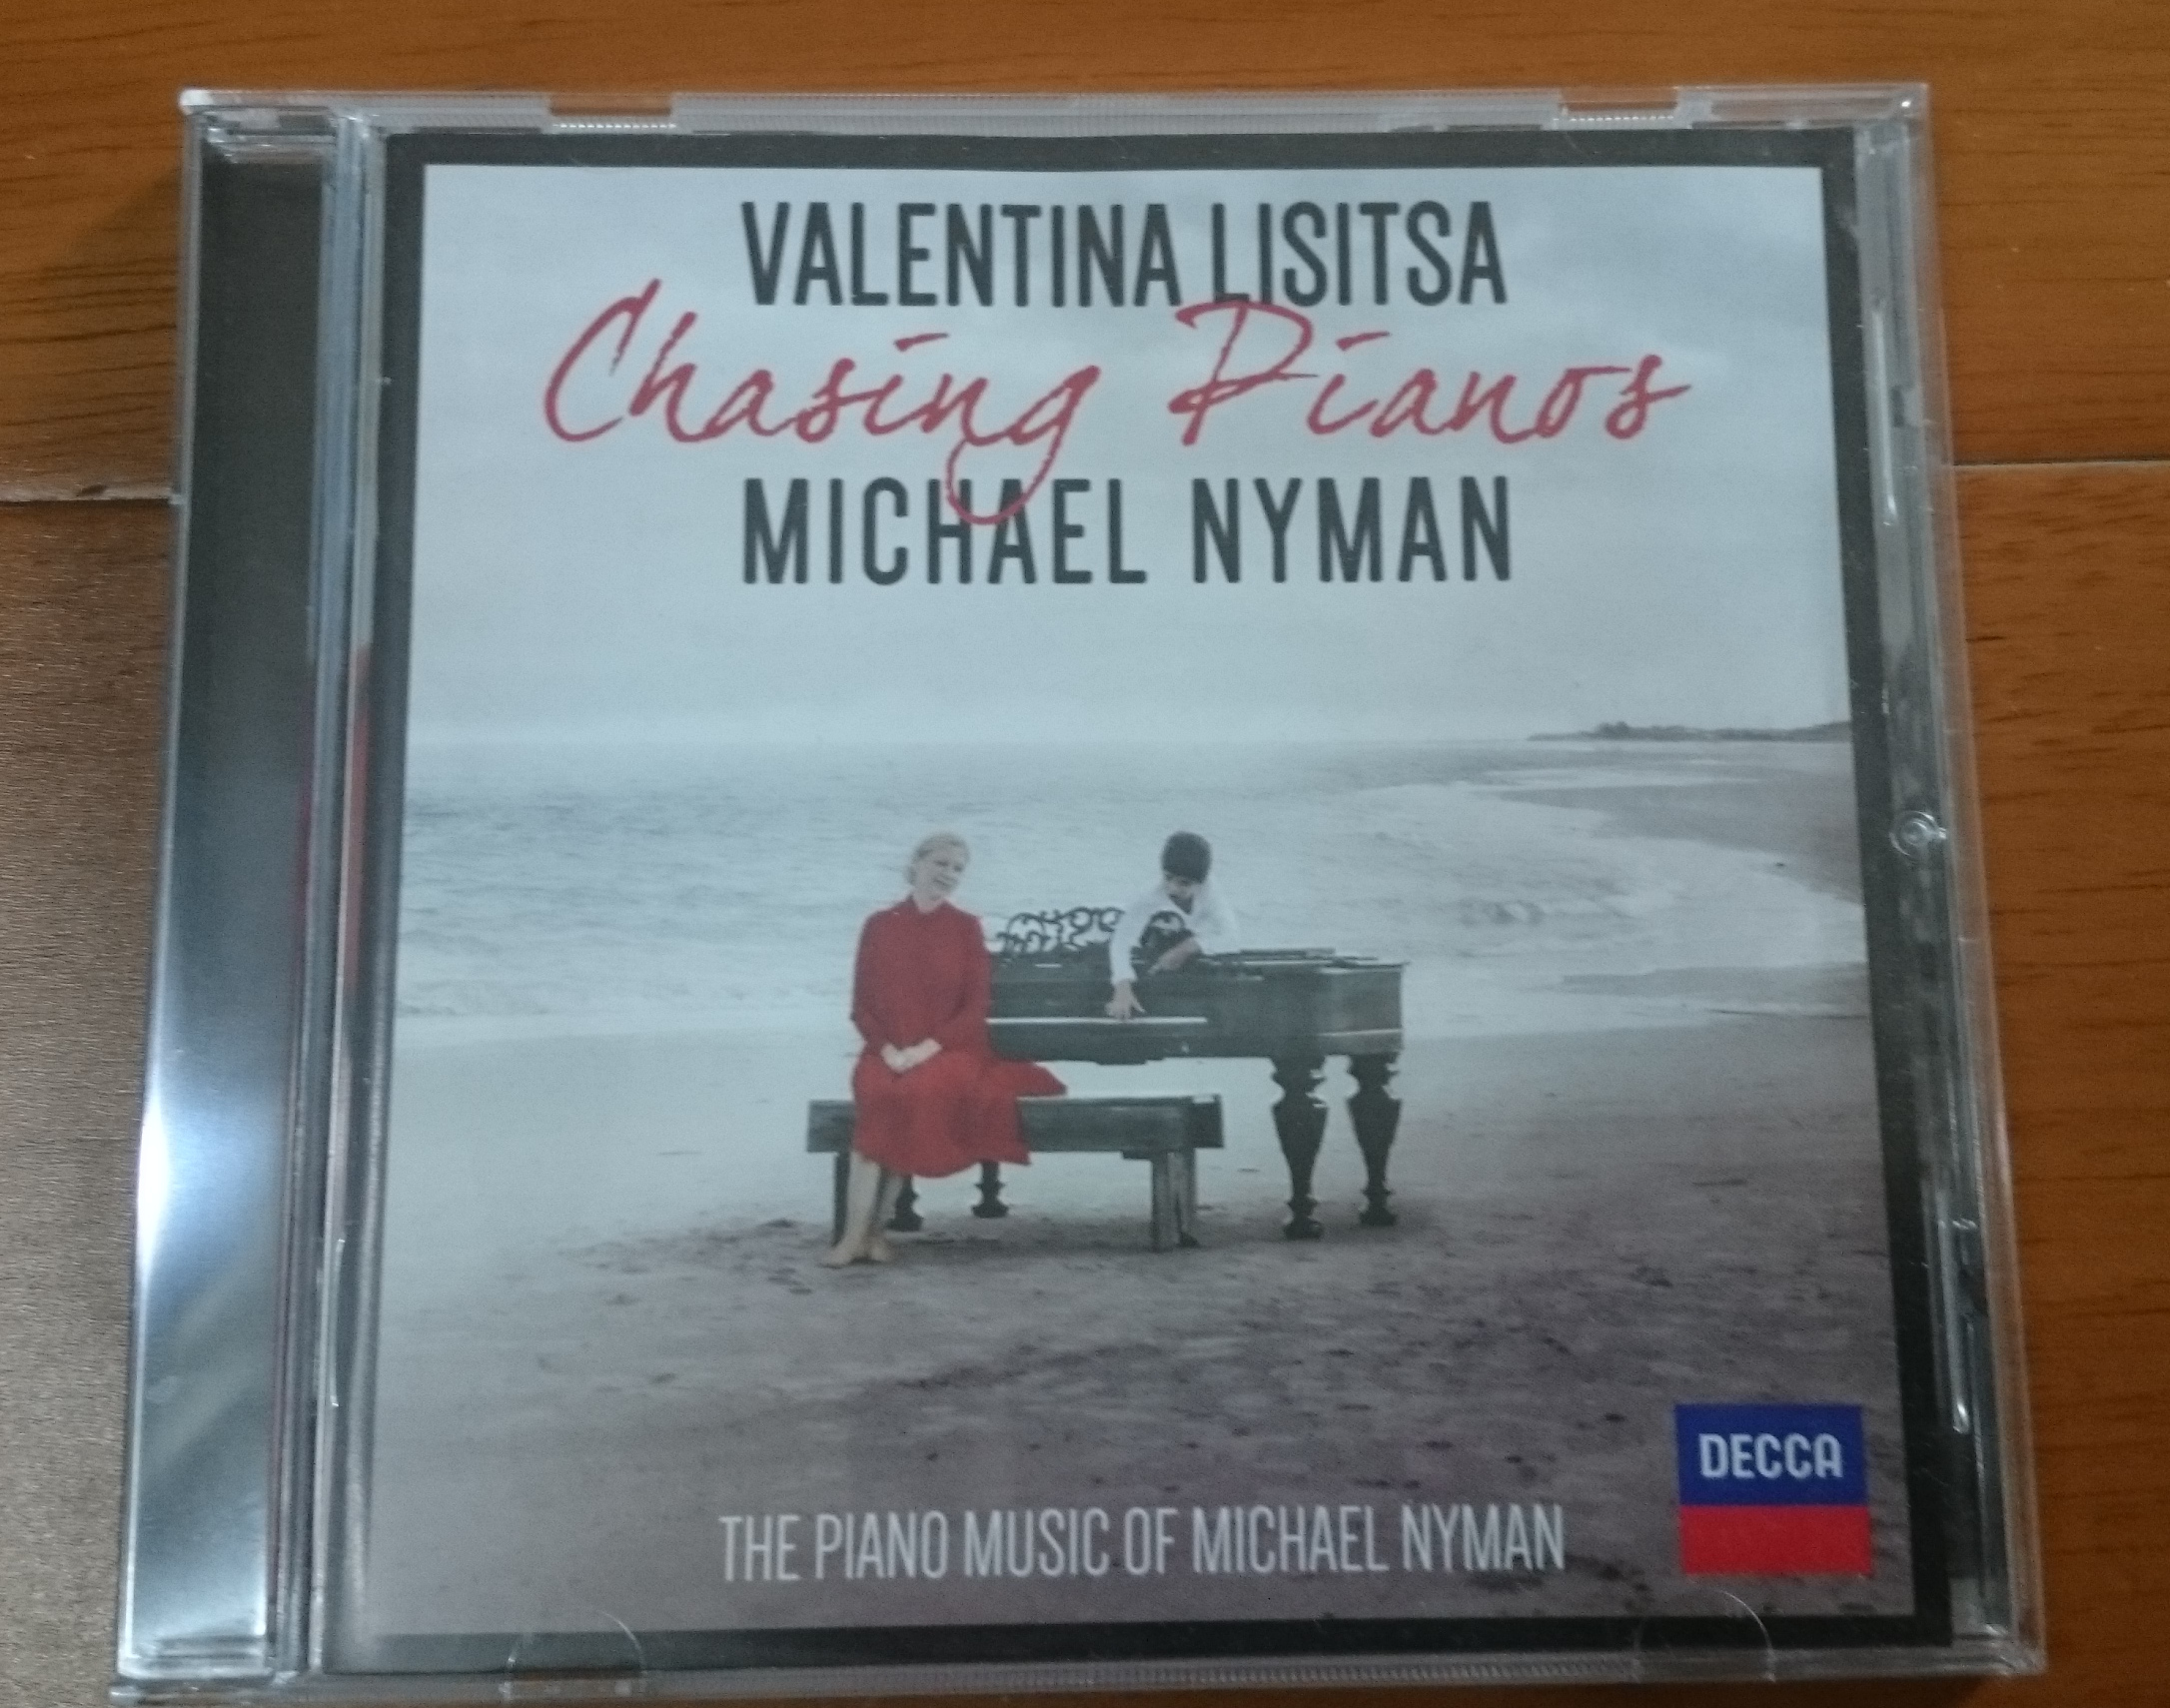 VALENTINA LISITSA
Chasing Pianos
MICHAEL NYMAN
DECCA
THE PIANO MUSIC OF MICHAEL NYMAN